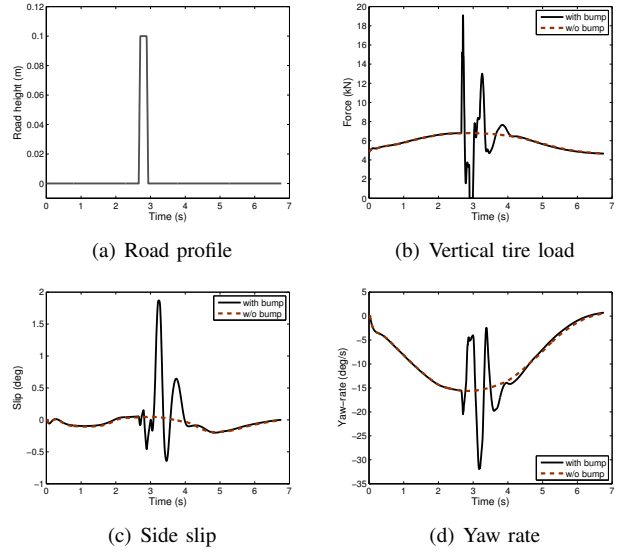 0.12
0.1
0.08
0.06
0.04
0.02
0
Road height (m)
0 1 2 3 4 5 6 7
Time (s)
(a) Road profile
20
18
16
14
12
10
8
6
4
2
0
Force (kN)
with bump
w/o bump
0 1 2 3 4 5 6 7
Time (s)
(b) Vertical tire load
2
1.5
1
0.5
0
−0.5
−1
Slip (deg)
with bump
w/o bump
0 1 2 3 4 5 6 7
Time (s)
(c) Side slip
5
0
−5
−10
−15
−20
−25
−30
−35
Yaw−rate (deg/s)
with bump
w/o bump
0 1 2 3 4 5 6 7
Time (s)
(d) Yaw rate